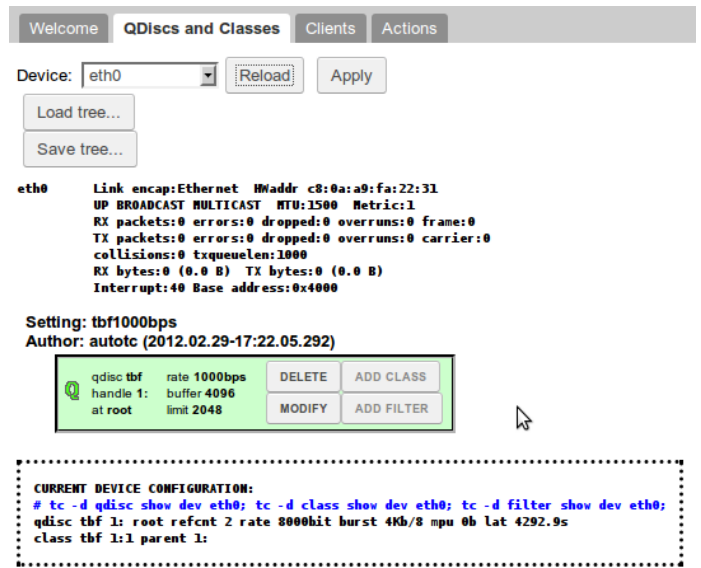 Welcome QDiscs and Classes Clients Actions
Device: eth0 Reload Apply
Load tree...
Save tree...
eth0 Link encap:Ethernet HWaddr c8:0a:a9:fa:22:31
UP BROADCAST MULTICAST MTU:1500 Metric:1
RX packets:0 errors:0 dropped:0 overruns:0 frame:0
TX packets:0 errors:0 dropped:0 overruns:0 carrier:0
collisions:0 txqueuelen:1000
RX bytes:0 (0.0 B) TX bytes:0 (0.0 B)
Interrupt:40 Base address:0x4000
Setting: tbf1000bps
Author: autotc (2012.02.29-17:22.05.292)
Q
qdisc tbf rate 1000bps DELETE ADD CLASS
handle 1: buffer 4096
at root limit 2048 MODIFY ADD FILTER
CURRENT DEVICE CONFIGURATION:
# tc -d qdisc show dev eth0; tc -d class show dev eth0; tc -d filter show dev eth0;
qdisc tbf 1: root refcnt 2 rate 8000bit burst 4Kb/8 mpu 0b lat 4292.9s
class tbf 1:1 parent 1: